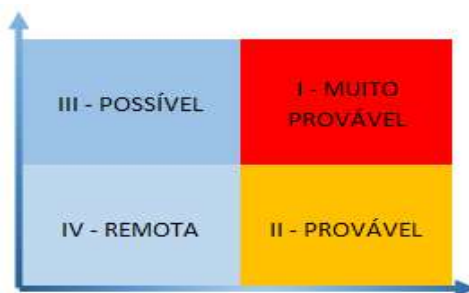 III - POSSÍVEL
I - MUITO
PROVÁVEL
IV - REMOTA
II - PROVÁVEL